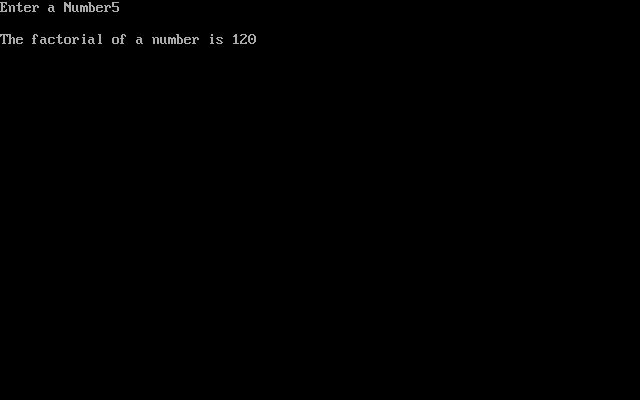 Enter a Number5
The factorial of a number is 120